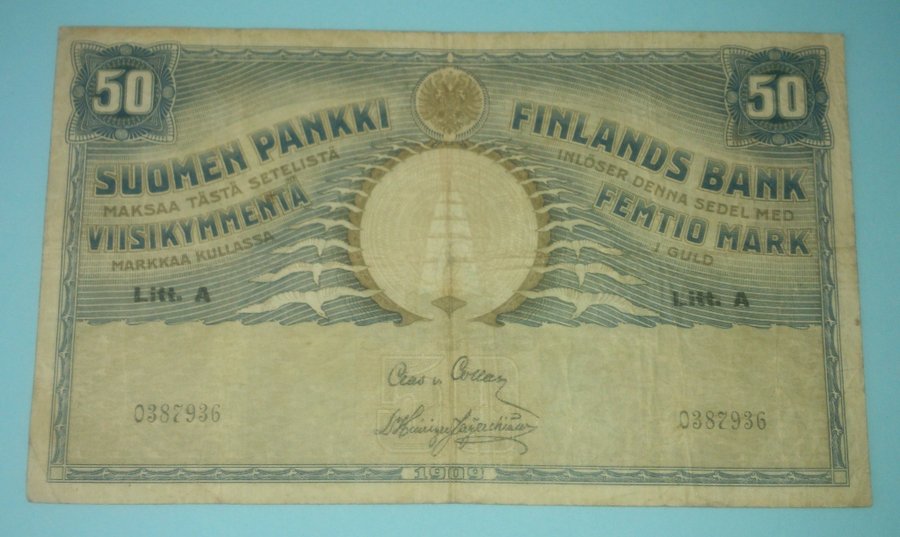 50 50
SUOMEN PANKKI
MAKSAA TÄSTÄ SETELISTÄ
VIISIKYMMENTÄ
MARKKAA KULLASSA
Litt. A
FINLANDS BANK
INLÖSER DENNA SEDEL MED
FEMTIO MARK
I GULD
Litt. A
50
0387936
0387936
1909